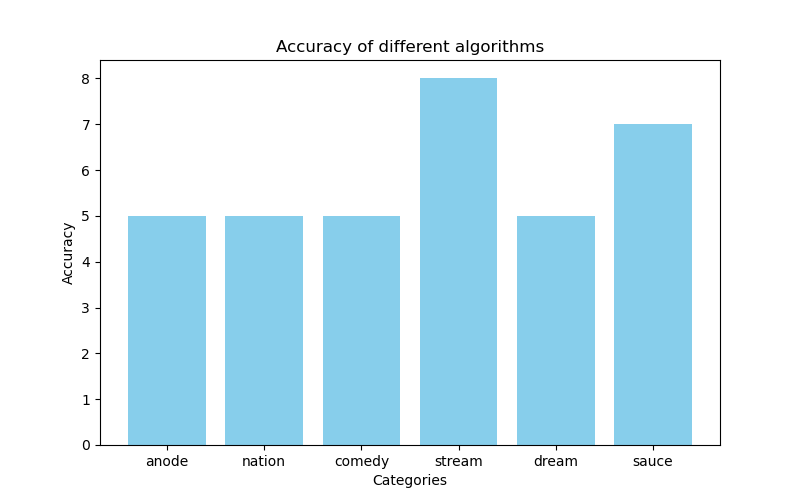 Accuracy of different algorithms
Accuracy
8
7
6
5
4
3
2
1
0
anode nation comedy stream dream sauce
Categories